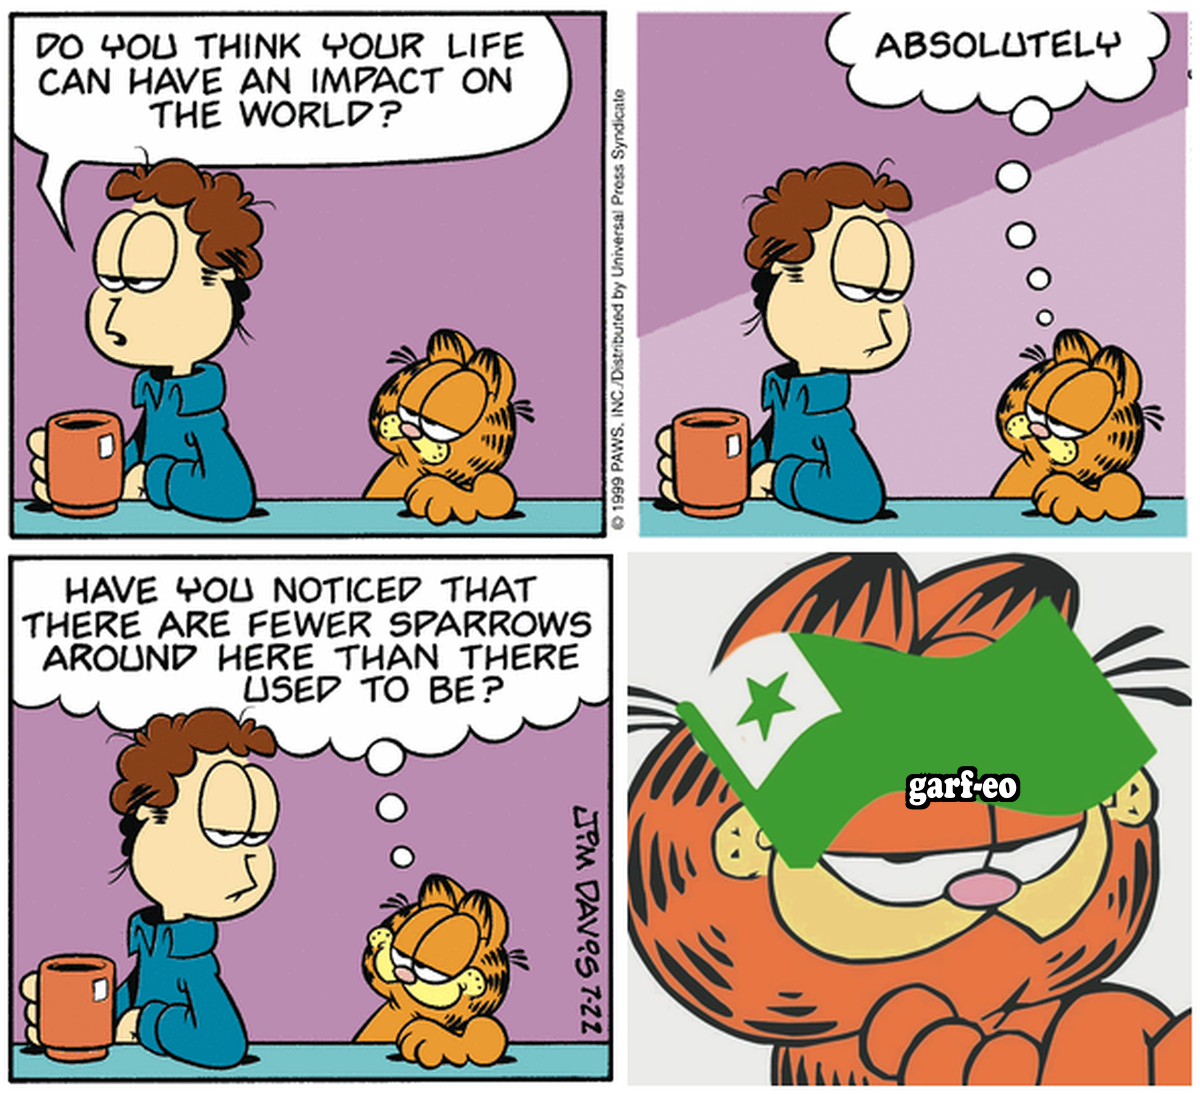 DO YOU THINK YOUR LIFE
CAN HAVE AN IMPACT ON
THE WORLD?
© 1999 PAWS, INC./Distributed by Universal Press Syndicate
ABSOLUTELY
HAVE YOU NOTICED THAT
THERE ARE FEWER SPARROWS
AROUND HERE THAN THERE
USED TO BE?
JPM DAVPS 7-22
garf-eo